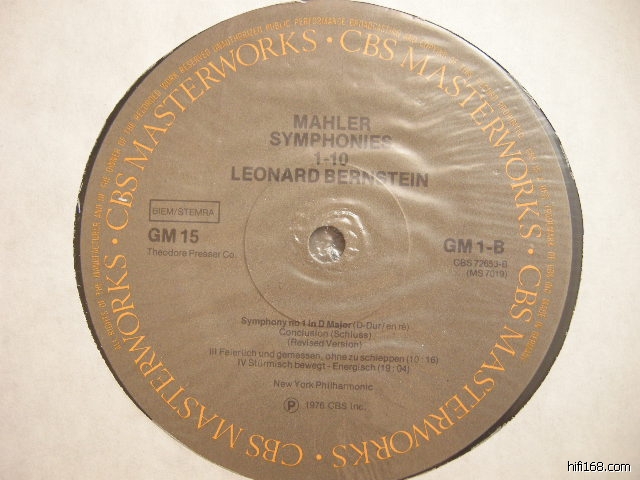 MAHLER
SYMPHONIES
1-10
LEONARD BERNSTEIN
BIEM/STEMRA
GM 15
Theodore Presser Co.
GM 1-B
CBS 72653-B
(MS 7019)
Symphony no 1 in D Major (D-Dur/en ré)
Conclusion (Schluss)
(Revised Version)
III Feierlich und gemessen, ohne zu schleppen (10:16)
IV Stürmisch bewegt - Energisch (19:04)
New York Philharmonic
Ⓟ 1976 CBS Inc.
CBS MASTERWORKS · CBS MASTERWORKS · CBS MASTERWORKS · CBS MASTERWORKS ·
hifi168.com